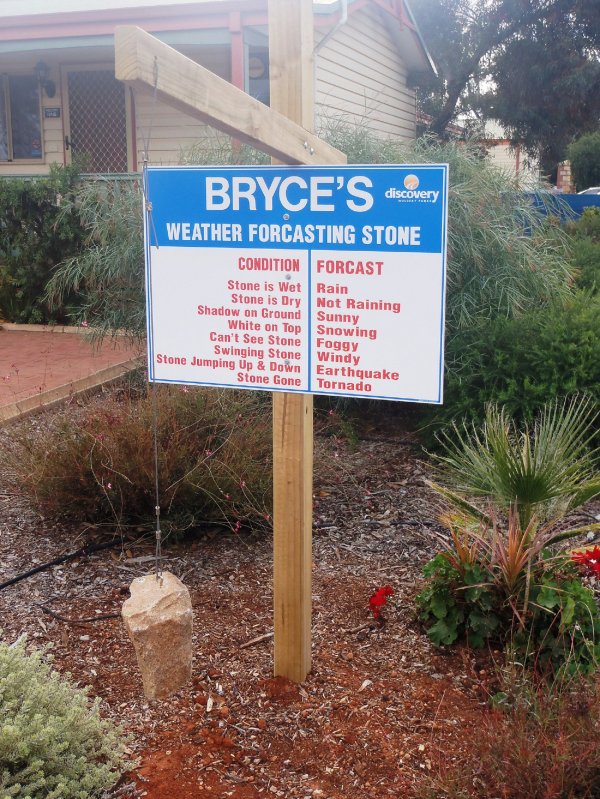 BRYCE'S
discovery
HOLIDAY PARKS
WEATHER FORCASTING STONE
CONDITION FORCAST
Stone is Wet Rain
Stone is Dry Not Raining
Shadow on Ground Sunny
White on Top Snowing
Can't See Stone Foggy
Swinging Stone Windy
Stone Jumping Up & Down Earthquake
Stone Gone Tornado